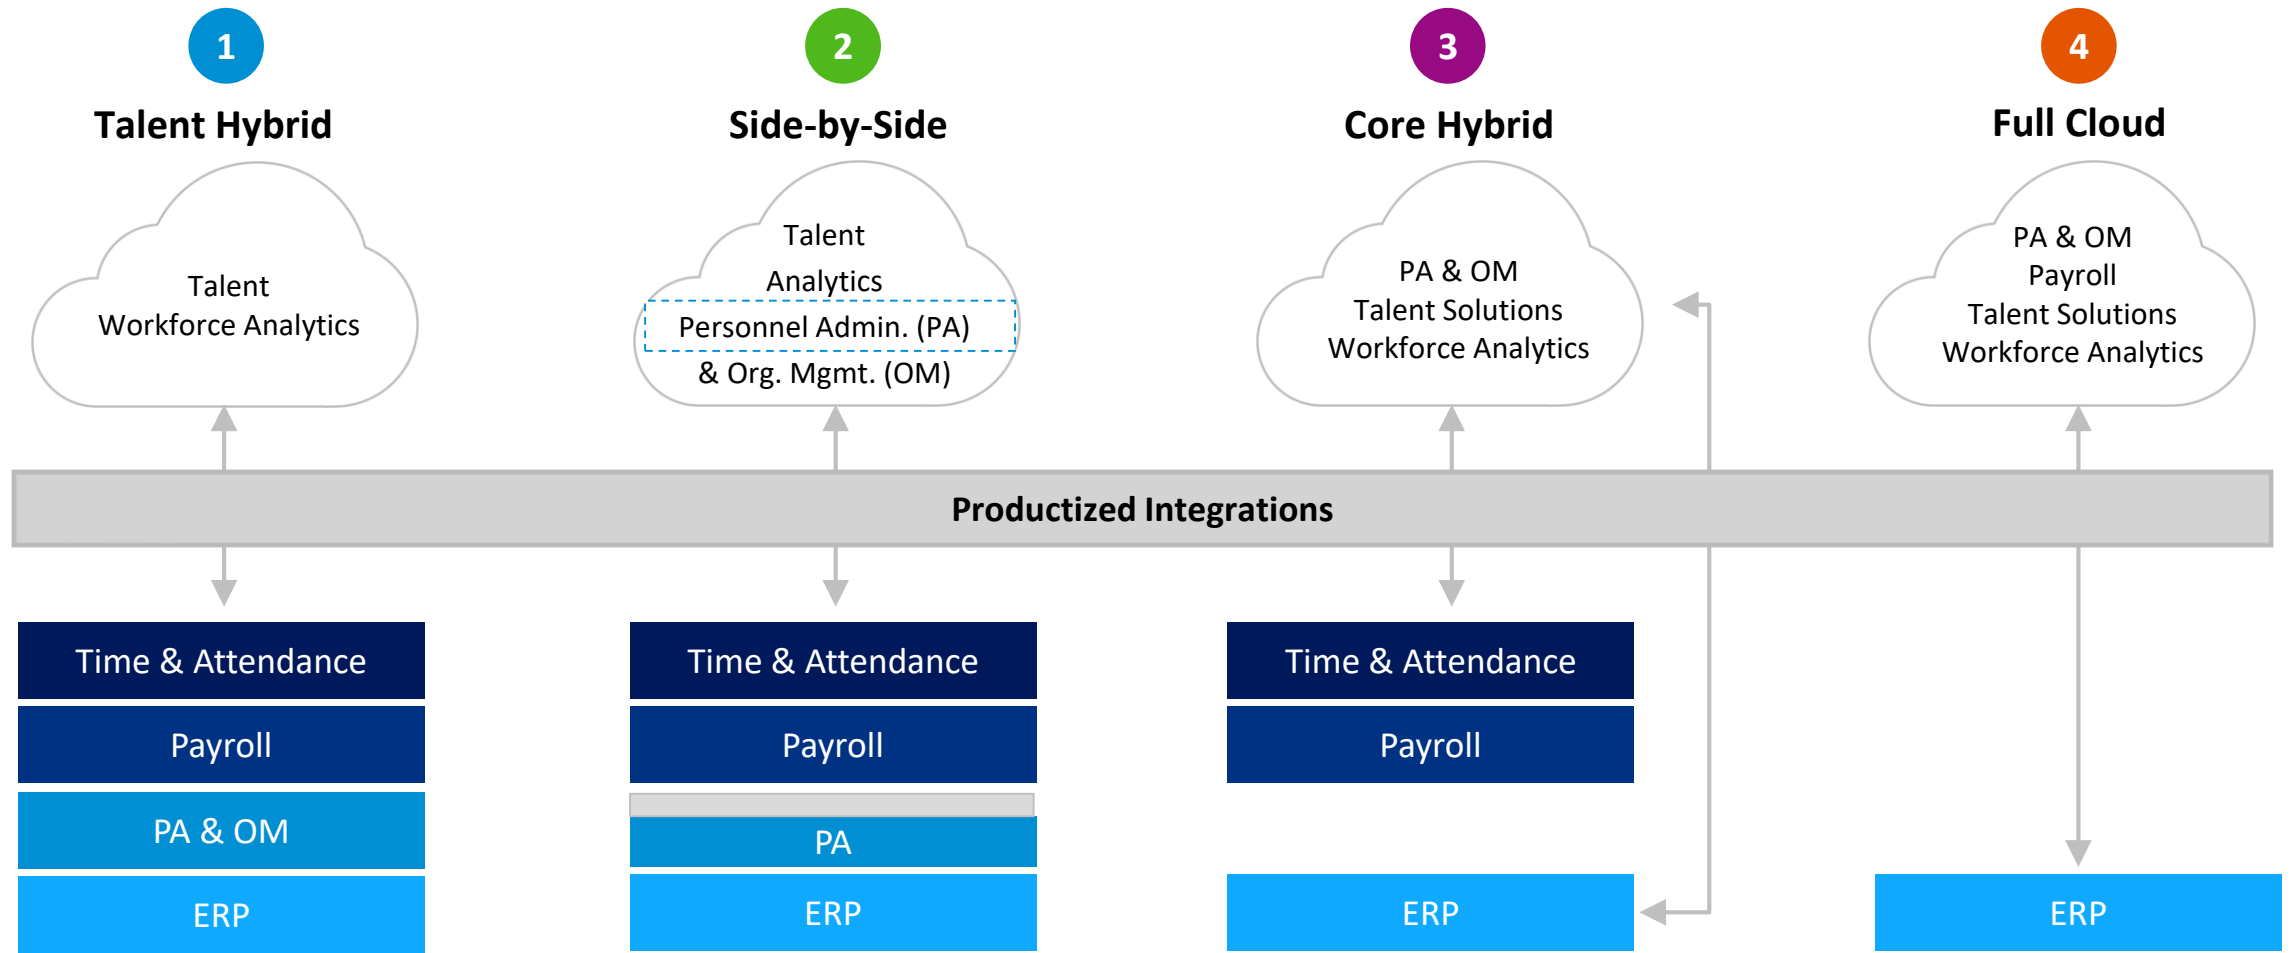 1
Talent Hybrid
Talent
Workforce Analytics
2
Side-by-Side
Talent
Analytics
Personnel Admin. (PA)
& Org. Mgmt. (OM)
3
Core Hybrid
PA & OM
Talent Solutions
Workforce Analytics
4
Full Cloud
PA & OM
Payroll
Talent Solutions
Workforce Analytics
Productized Integrations
Time & Attendance
Payroll
PA & OM
ERP
Time & Attendance
Payroll
PA
ERP
Time & Attendance
Payroll
ERP
ERP